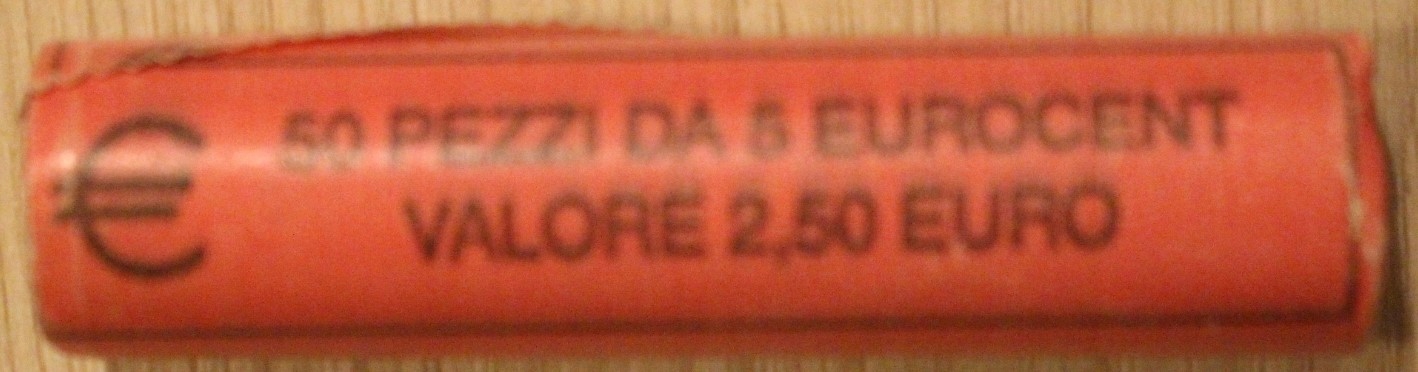 € 50 PEZZI DA 5 EUROCENT
VALORE 2,50 EURO